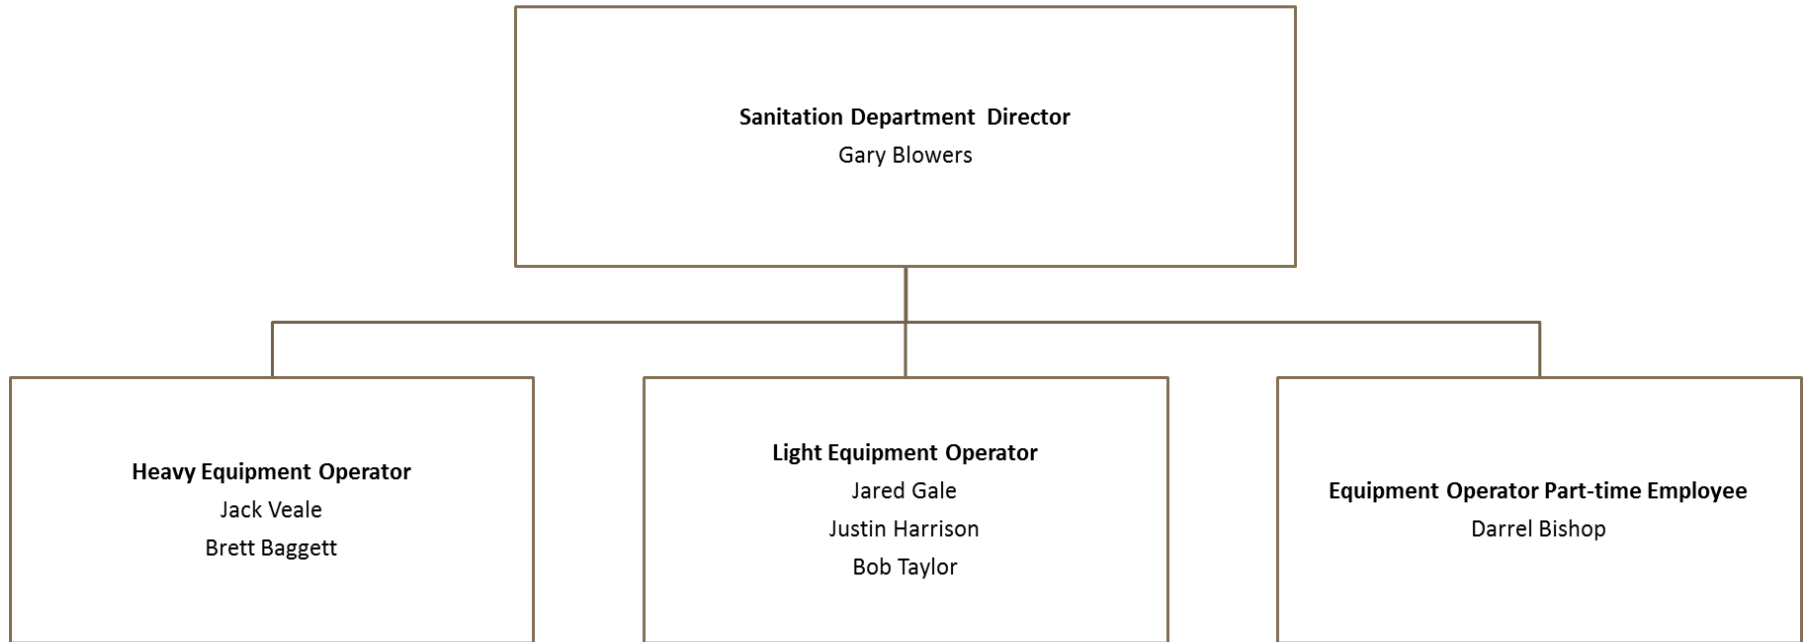 Sanitation Department Director
Gary Blowers
Heavy Equipment Operator
Jack Veale
Brett Baggett
Light Equipment Operator
Jared Gale
Justin Harrison
Bob Taylor
Equipment Operator Part-time Employee
Darrel Bishop